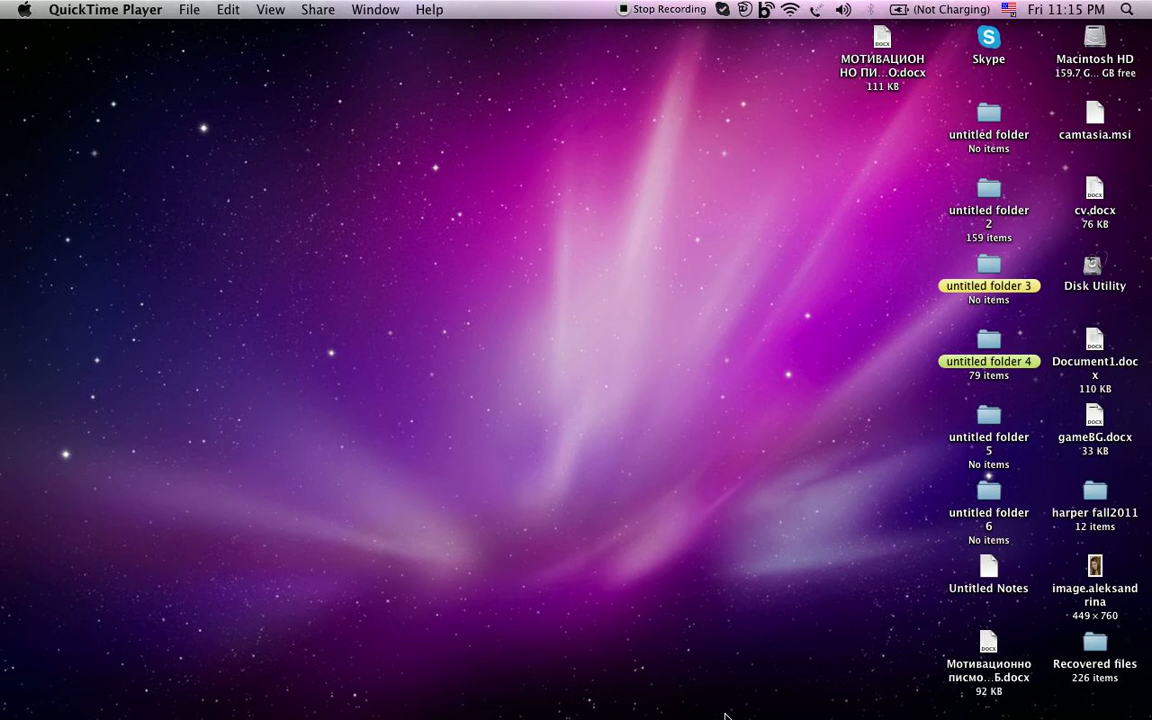 QuickTime Player File Edit View Share Window Help Stop Recording (Not Charging) Fri 11:15 PM
МОТИВАЦИОН
НО ПИ...О.docx
111 KB
Skype
Macintosh HD
159.7 G... GB free
untitled folder
No items
camtasia.msi
untitled folder
2
159 items
cv.docx
76 KB
untitled folder 3
No items
Disk Utility
untitled folder 4
79 items
Document1.doc
x
110 KB
untitled folder
5
No items
gameBG.docx
33 KB
untitled folder
6
No items
harper fall2011
12 items
Untitled Notes
image.aleksand
rina
449 × 760
Мотивационно
писмо...Б.docx
92 KB
Recovered files
226 items